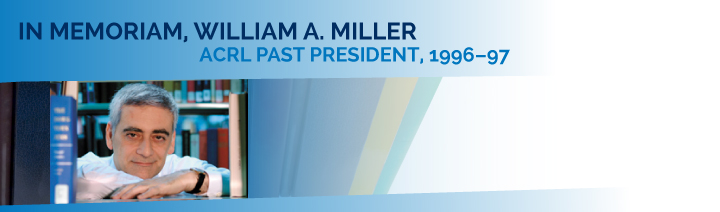 IN MEMORIAM, WILLIAM A. MILLER
ACRL PAST PRESIDENT, 1996–97